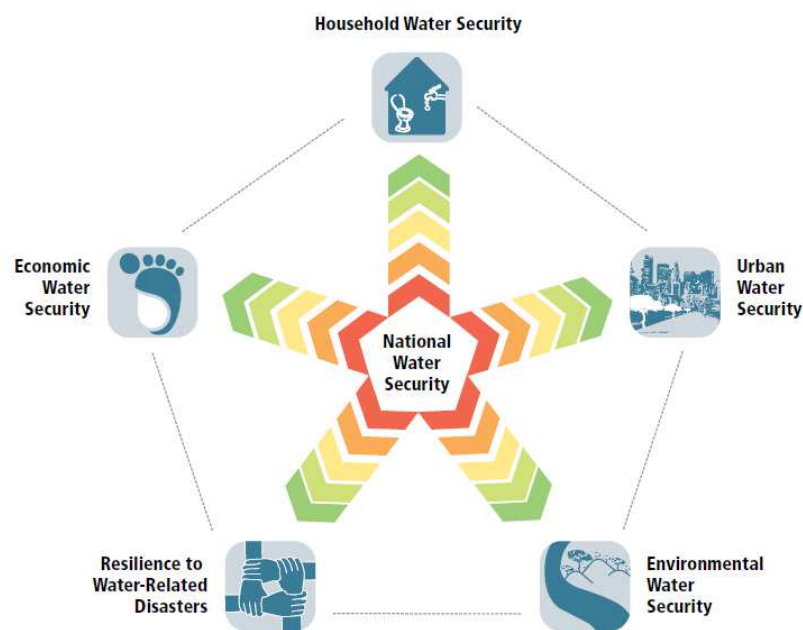 Household Water Security
Economic
Water
Security
Urban
Water
Security
National
Water
Security
Resilience to
Water-Related
Disasters
Environmental
Water
Security